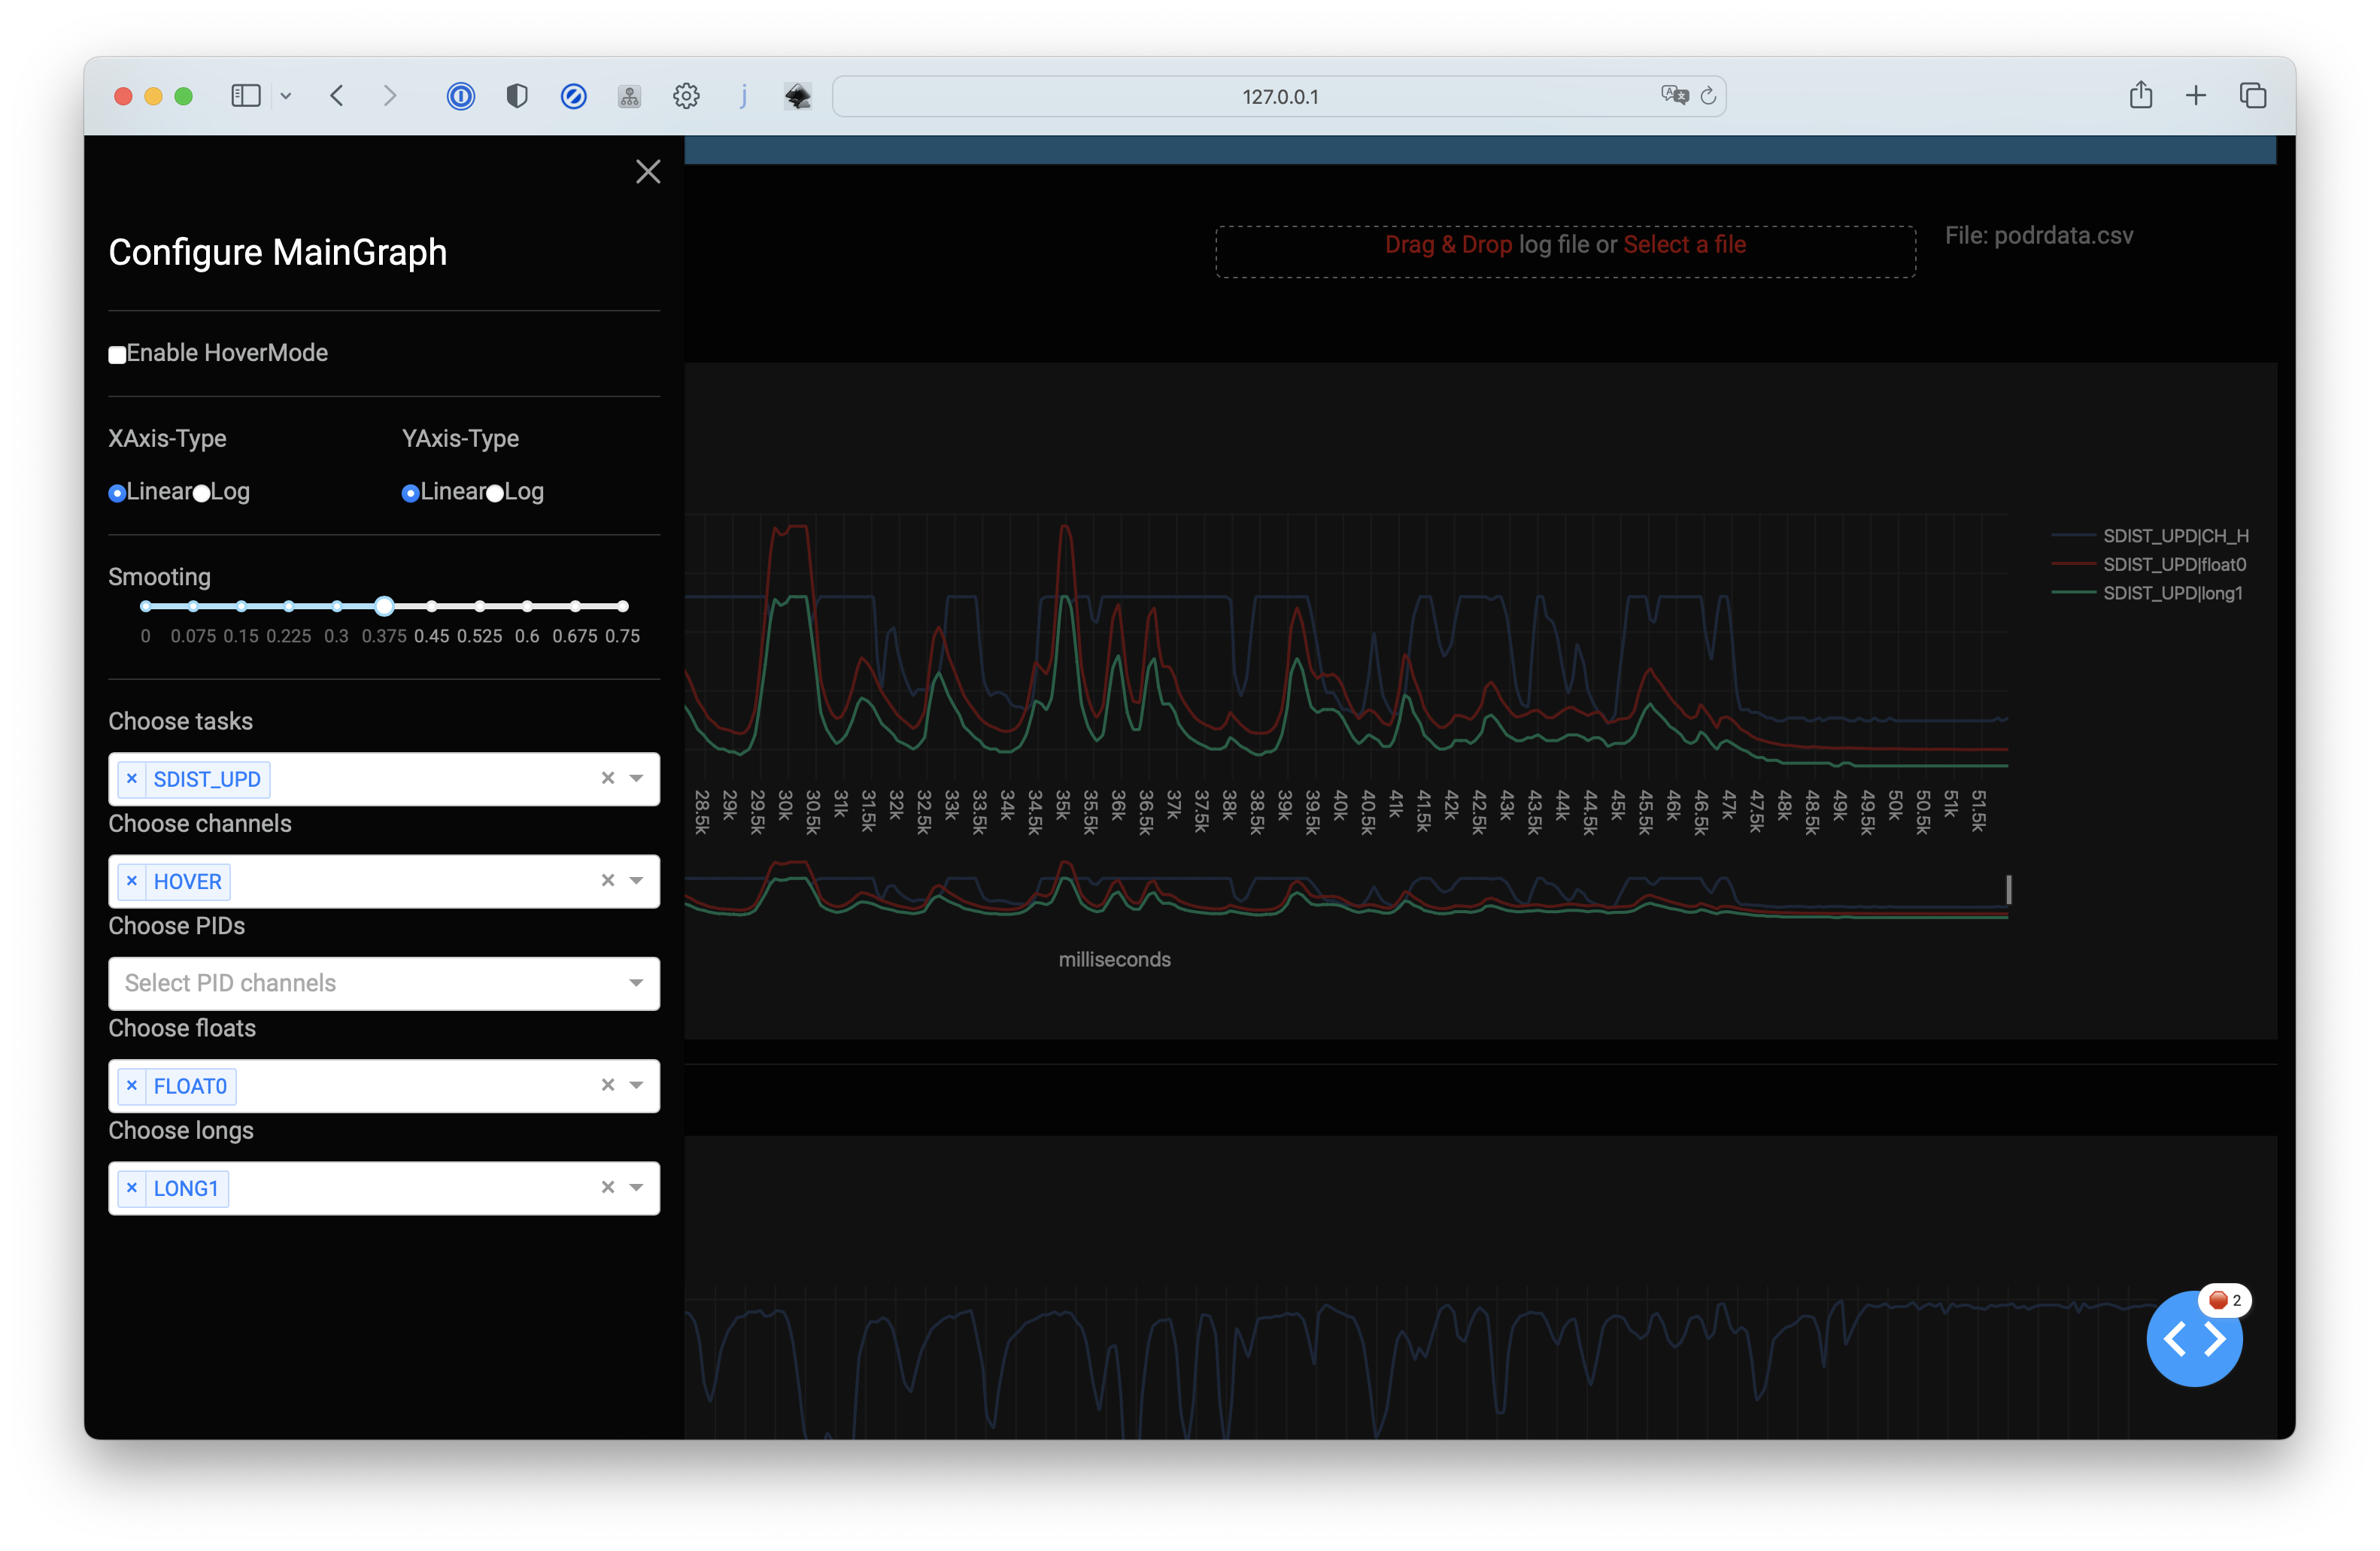 127.0.0.1
Configure MainGraph
Enable HoverMode
XAxis-Type YAxis-Type
Linear Log Linear Log
Smooting
0 0.075 0.15 0.225 0.3 0.375 0.45 0.525 0.6 0.675 0.75
Choose tasks
× SDIST_UPD ×
Choose channels
× HOVER ×
Choose PIDs
Select PID channels
Choose floats
× FLOAT0 ×
Choose longs
× LONG1 ×
Drag & Drop log file or Select a file
File: podrdata.csv
SDIST_UPD|CH_H
SDIST_UPD|float0
SDIST_UPD|long1
28.5k 29k 29.5k 30k 30.5k 31k 31.5k 32k 32.5k 33k 33.5k 34k 34.5k 35k 35.5k 36k 36.5k 37k 37.5k 38k 38.5k 39k 39.5k 40k 40.5k 41k 41.5k 42k 42.5k 43k 43.5k 44k 44.5k 45k 45.5k 46k 46.5k 47k 47.5k 48k 48.5k 49k 49.5k 50k 50.5k 51k 51.5k
milliseconds
2